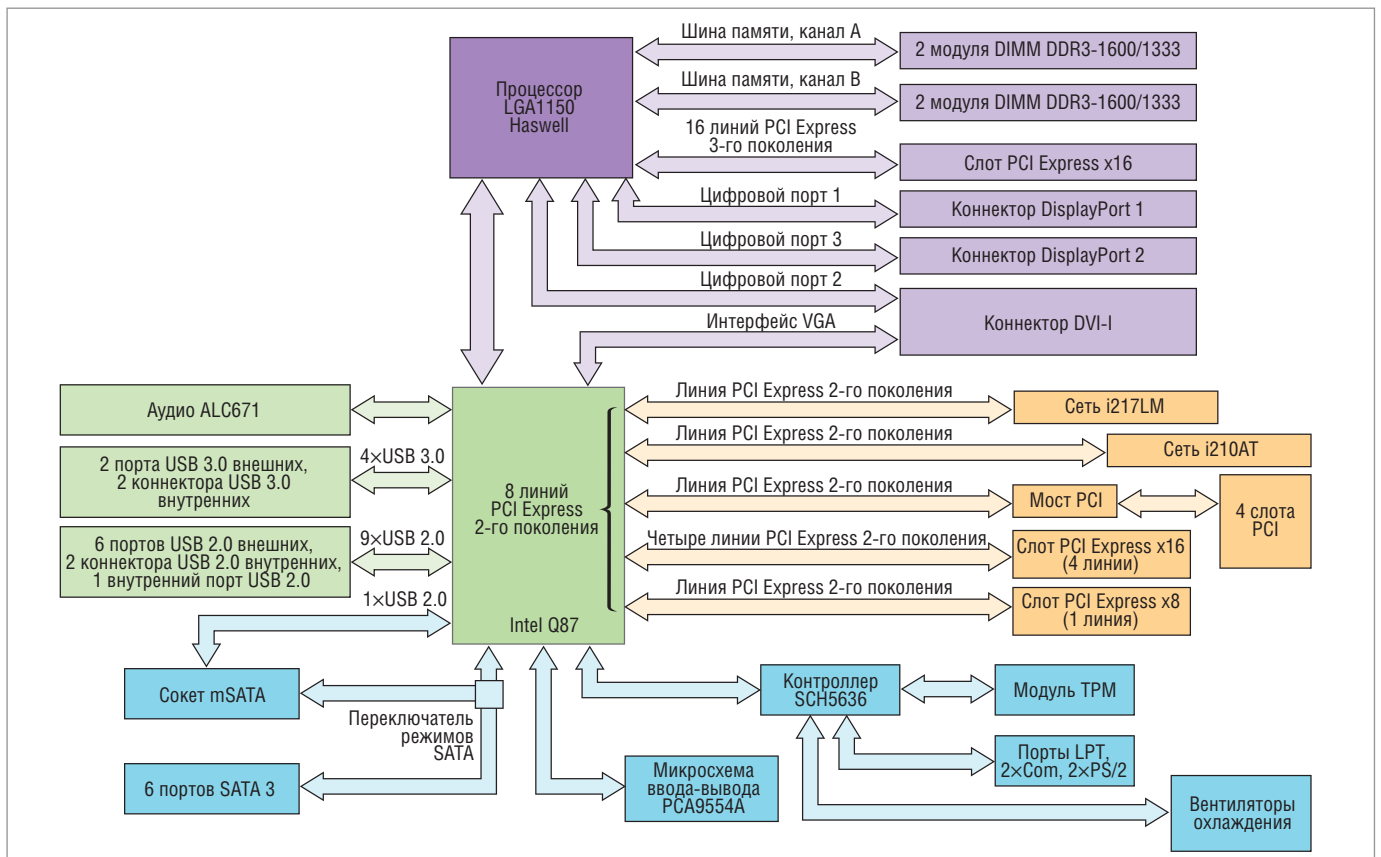 Процессор
LGA1150
Haswell
Шина памяти, канал A
2 модуля DIMM DDR3-1600/1333
Шина памяти, канал B
2 модуля DIMM DDR3-1600/1333
16 линий PCI Express
3-го поколения
Слот PCI Express x16
Цифровой порт 1
Коннектор DisplayPort 1
Цифровой порт 3
Коннектор DisplayPort 2
Цифровой порт 2
Коннектор DVI-I
Интерфейс VGA
Аудио ALC671
2 порта USB 3.0 внешних,
2 коннектора USB 3.0
внутренних
4×USB 3.0
6 портов USB 2.0 внешних,
2 коннектора USB 2.0 внутренних,
1 внутренний порт USB 2.0
9×USB 2.0
1×USB 2.0
8 линий
PCI Express
2-го поколения
Intel Q87
Линия PCI Express 2-го поколения
Сеть i217LM
Линия PCI Express 2-го поколения
Сеть i210AT
Линия PCI Express 2-го поколения
Мост PCI
4 слота
PCI
Четыре линии PCI Express 2-го поколения
Слот PCI Express x16
(4 линии)
Линия PCI Express 2-го поколения
Слот PCI Express x8
(1 линия)
Сокет mSATA
Переключатель
режимов
SATA
6 портов SATA 3
Микросхема
ввода-вывода
PCA9554A
Контроллер
SCH5636
Модуль TPM
Порты LPT,
2×Com, 2×PS/2
Вентиляторы
охлаждения